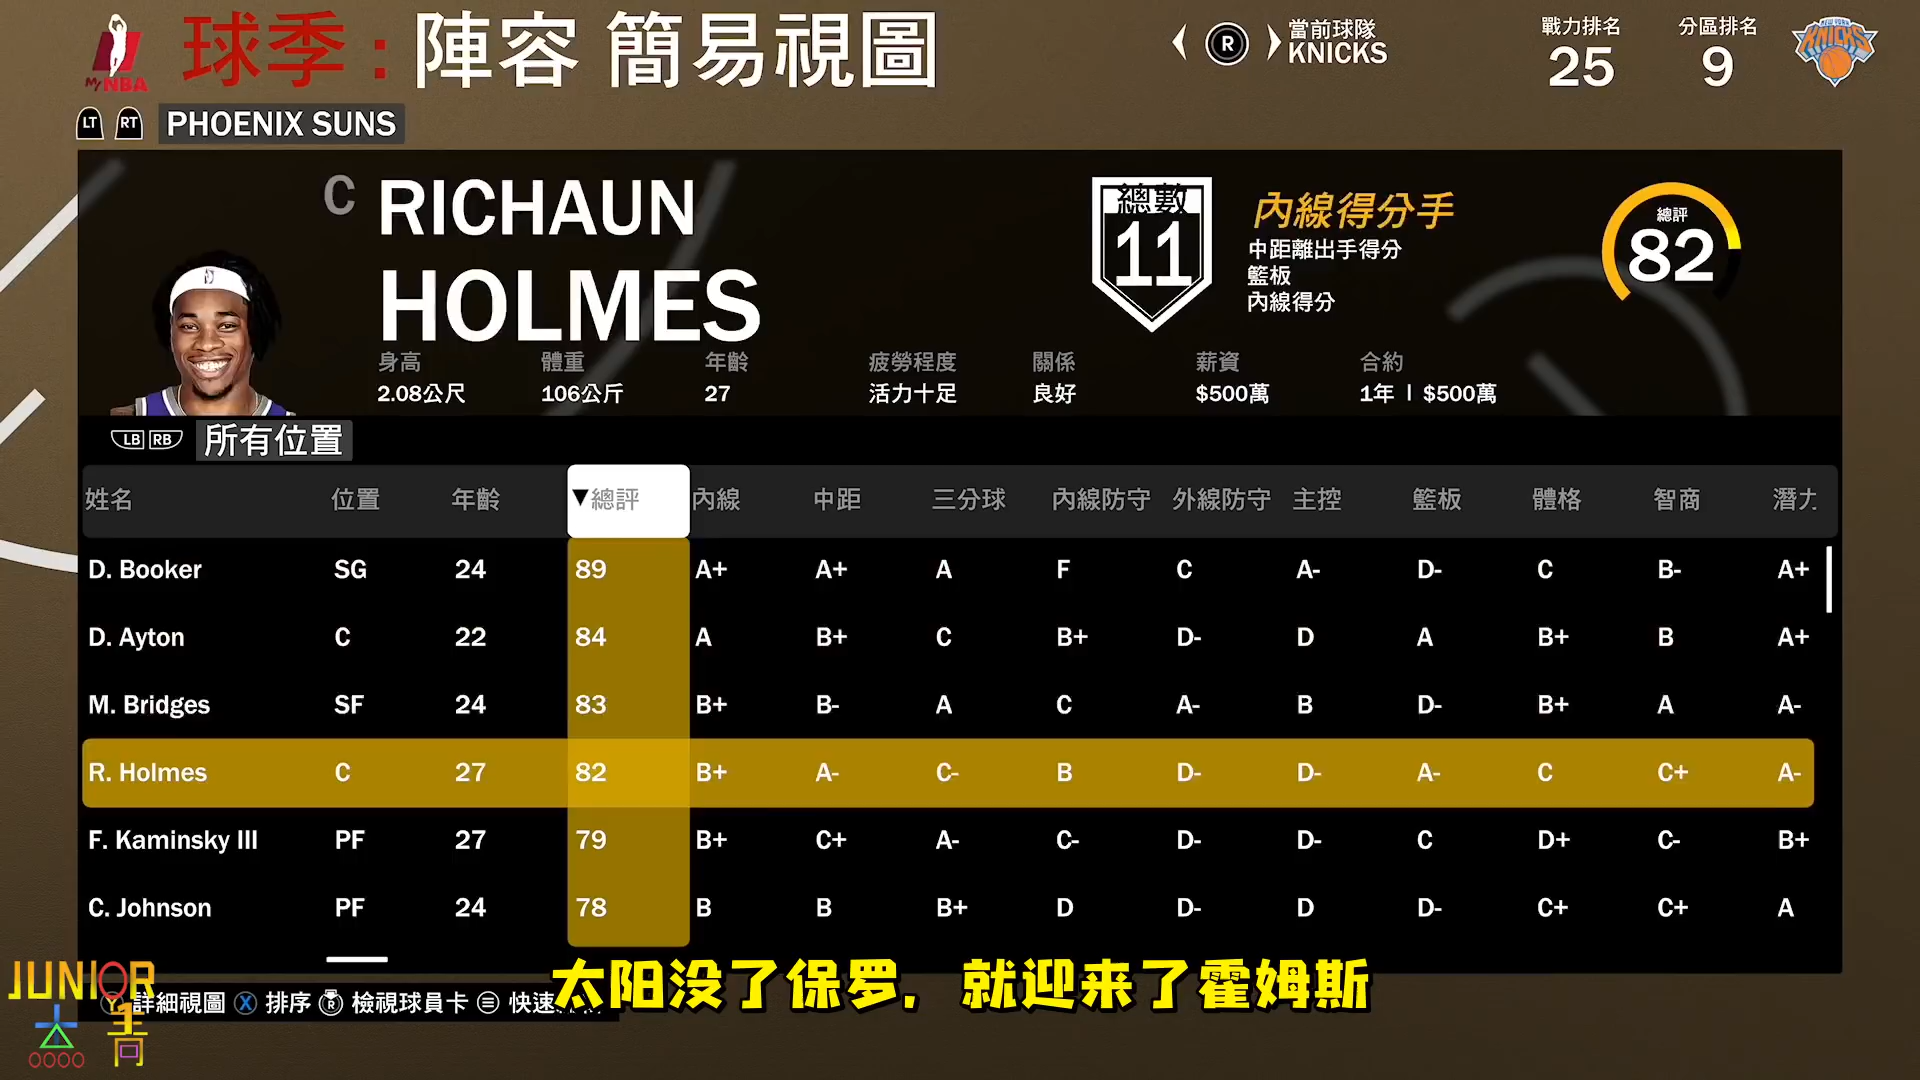 球季 : 陣容 簡易視圖
MyNBA
R
當前球隊
KNICKS
戰力排名
25
分區排名
9
NEW YORK
KNICKS
LT RT PHOENIX SUNS
C RICHAUN
HOLMES
總數
11
內線得分手
中距離出手得分
籃板
內線得分
總評
82
身高 體重 年齡 疲勞程度 關係 薪資 合約
2.08公尺 106公斤 27 活力十足 良好 $500萬 1年 | $500萬
LB RB 所有位置
姓名 位置 年齡 ▼總評 內線 中距 三分球 內線防守 外線防守 主控 籃板 體格 智商 潛力
D. Booker SG 24 89 A+ A+ A F C A- D- C B- A+
D. Ayton C 22 84 A B+ C B+ D- D A B+ B A+
M. Bridges SF 24 83 B+ B- A C A- B D- B+ A A-
R. Holmes C 27 82 B+ A- C- B D- D- A- C C+ A-
F. Kaminsky III PF 27 79 B+ C+ A- C- D- D- C D+ C- B+
C. Johnson PF 24 78 B B B+ D D- D D- C+ C+ A
太阳没了保罗，就迎来了霍姆斯
Y 詳細視圖 X 排序 R 檢視球員卡 快速
JUNIOR